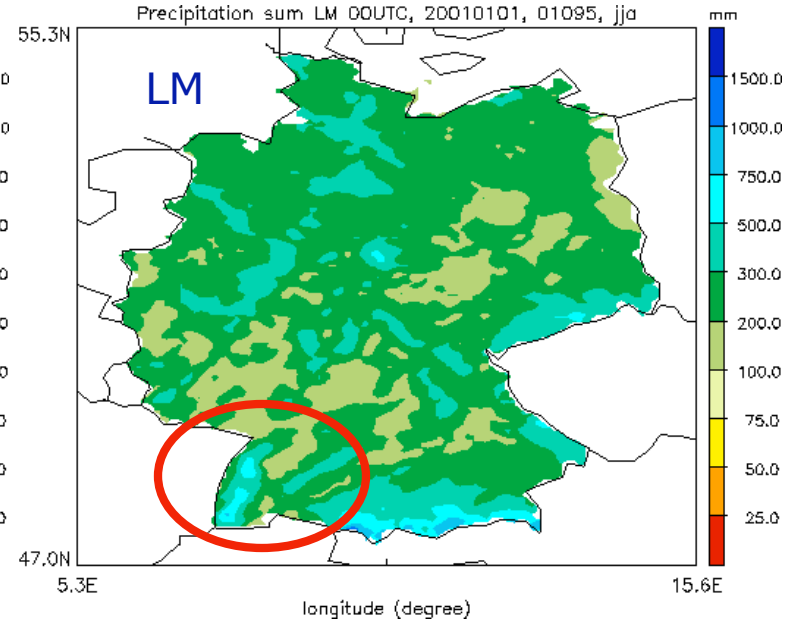 Precipitation sum LM 00UTC, 20010101, 01095, jja
mm
55.3N
LM
1500.0
1000.0
750.0
500.0
300.0
200.0
100.0
75.0
50.0
25.0
47.0N
5.3E
15.6E
longitude (degree)